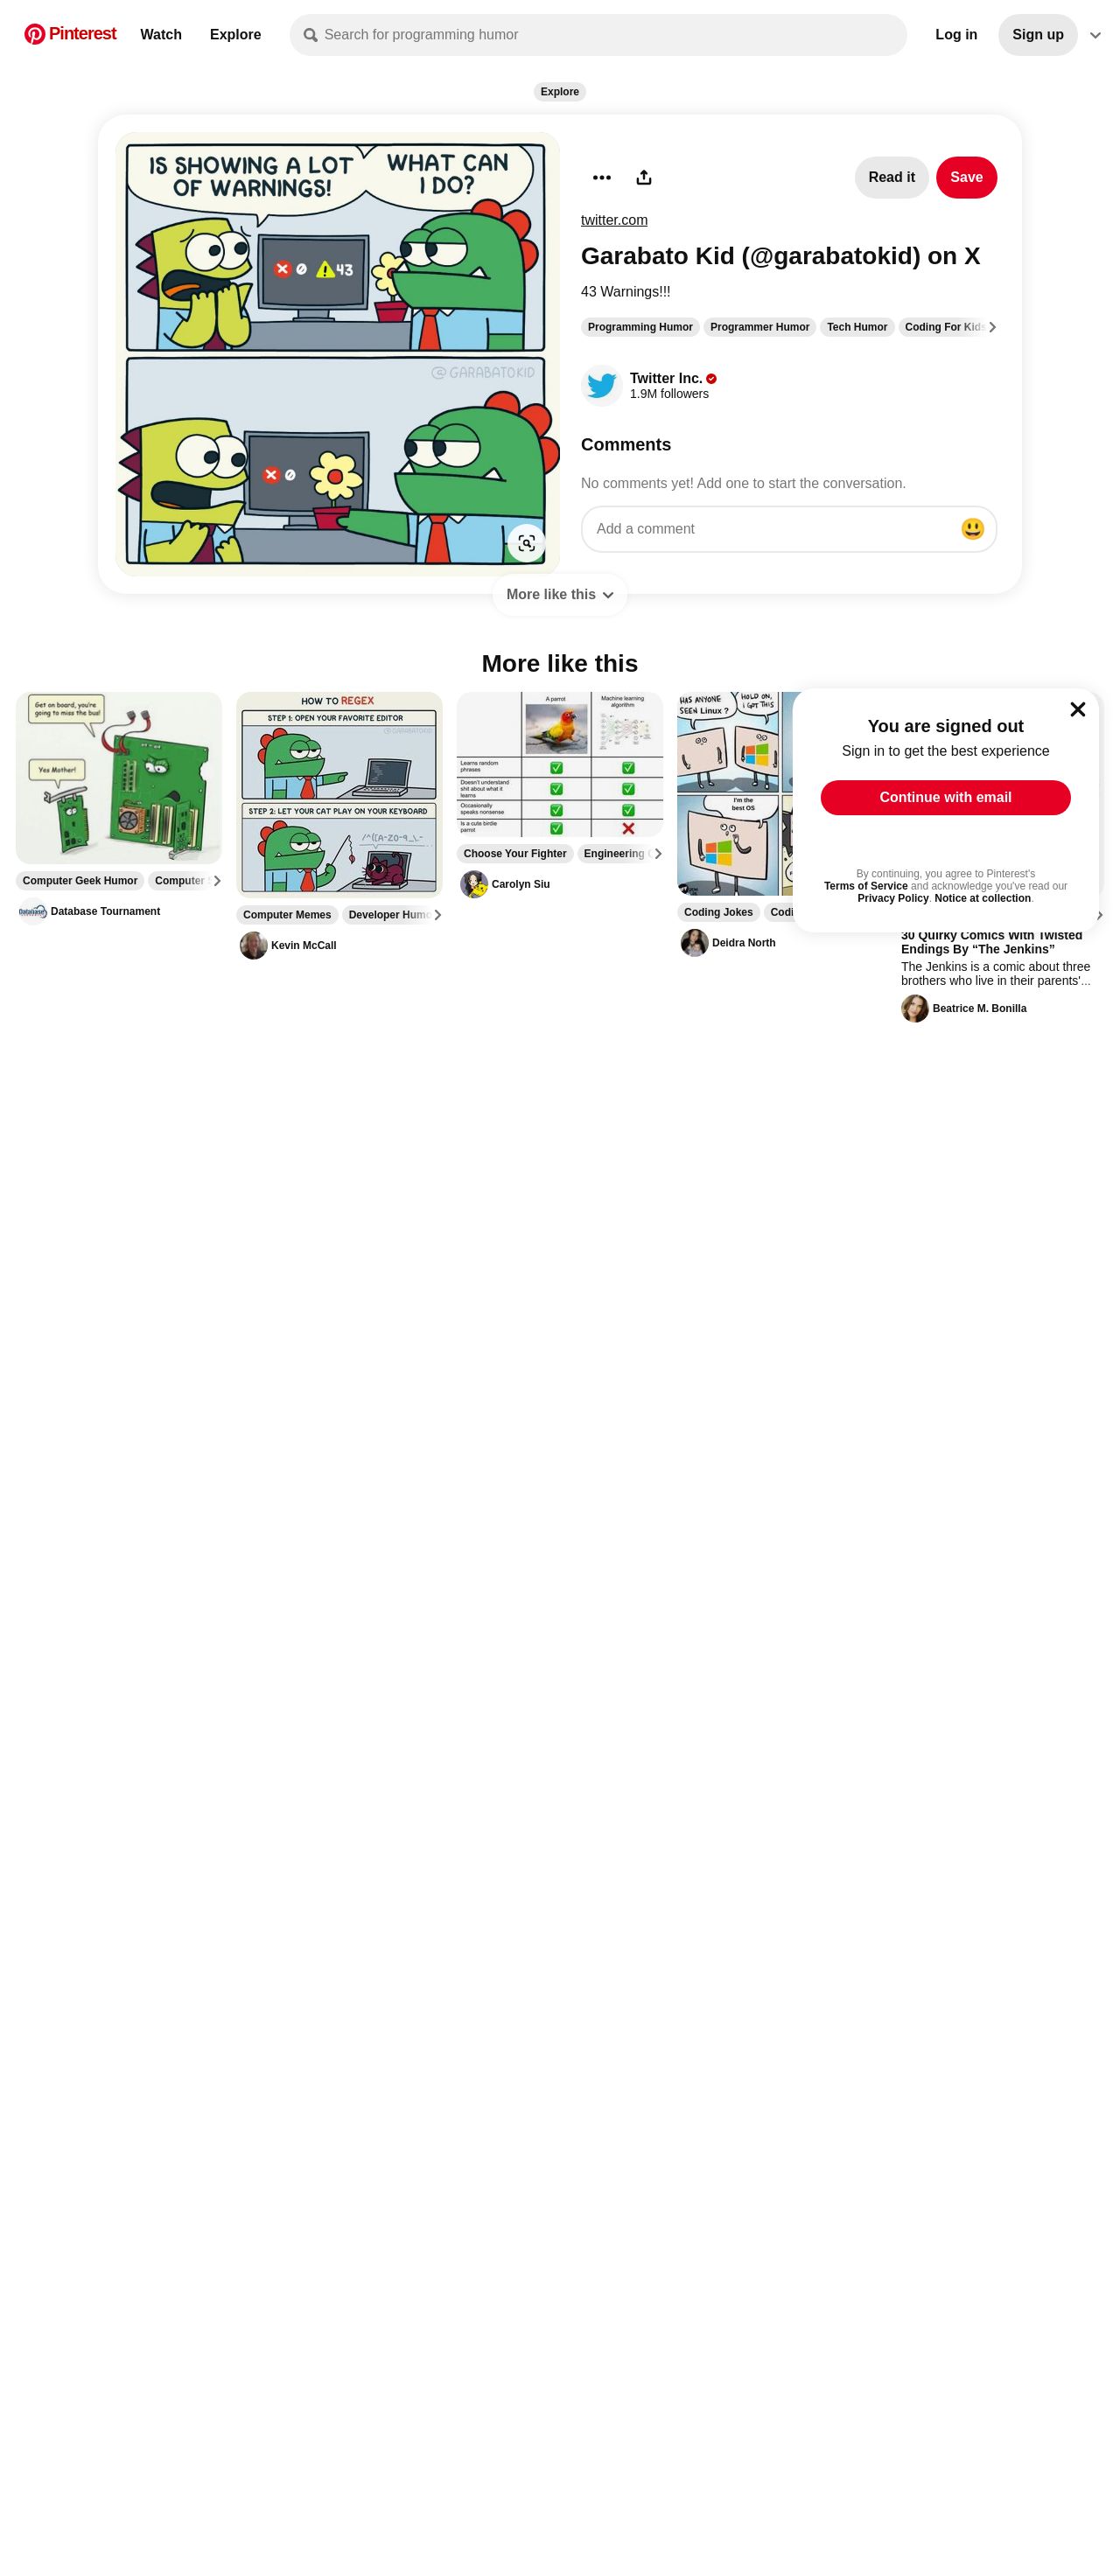 Pinterest
Watch
Explore
Search for programming humor
Log in
Sign up
Explore
IS SHOWING A LOT
OF WARNINGS!
WHAT CAN
I DO?
0 43
@GARABATOKID
0
Read it
Save
twitter.com
Garabato Kid (@garabatokid) on X
43 Warnings!!!
Programming Humor
Programmer Humor
Tech Humor
Coding For Kids
Twitter Inc.
1.9M followers
Comments
No comments yet! Add one to start the conversation.
Add a comment
More like this
More like this
Get on board, you're
going to miss the bus!
Yes Mother!
Computer Geek Humor
Computer
Database Tournament
HOW TO REGEX
STEP 1: OPEN YOUR FAVORITE EDITOR
@GARABATOKID
STEP 2: LET YOUR CAT PLAY ON YOUR KEYBOARD
Computer Memes
Developer Humo
Kevin McCall
A parrot
Machine learning
algorithm
Learns random
phrases
Doesn't understand
shit about what it
learns
Occasionally
speaks nonsense
Is a cute birdie
parrot
Choose Your Fighter
Engineering
Carolyn Siu
HAS ANYONE
SEEN Linux ?
HOLD ON,
I GOT THIS
I'm the
best OS
Coding Jokes
Codi
Deidra North
You are signed out
Sign in to get the best experience
Continue with email
By continuing, you agree to Pinterest's
Terms of Service and acknowledge you've read our
Privacy Policy. Notice at collection.
30 Quirky Comics With Twisted
Endings By “The Jenkins”
The Jenkins is a comic about three
brothers who live in their parents'...
Beatrice M. Bonilla